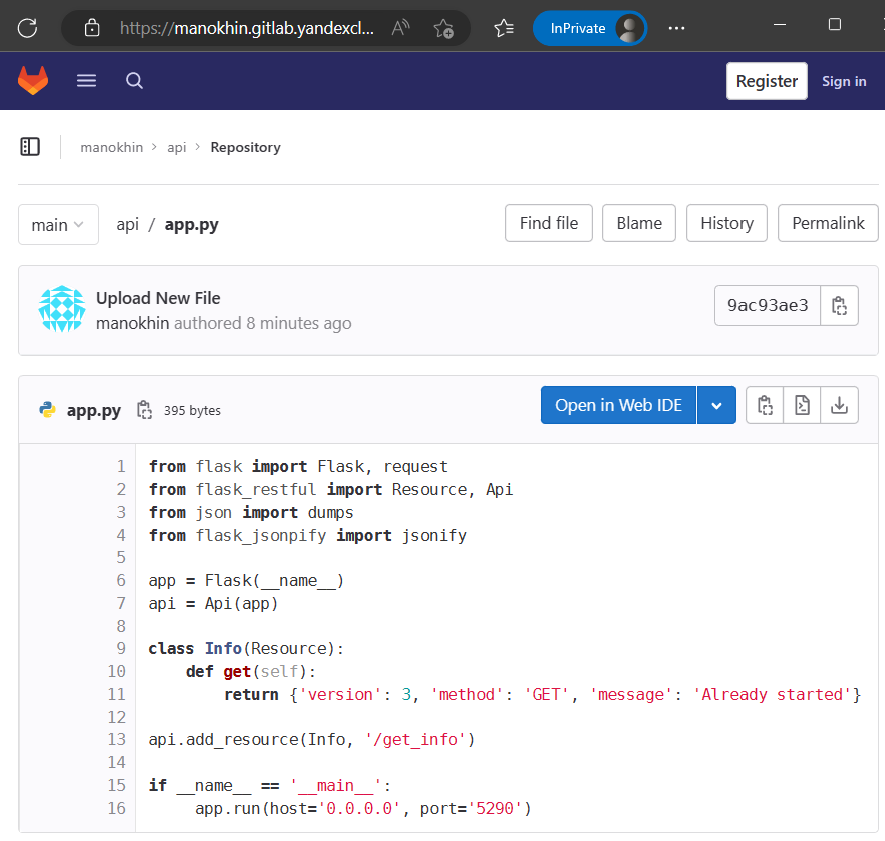 https://manokhin.gitlab.yandexcl...
InPrivate
Register
Sign in
manokhin > api > Repository
main
api / app.py
Find file
Blame
History
Permalink
Upload New File
manokhin authored 8 minutes ago
9ac93ae3
app.py
395 bytes
Open in Web IDE
1 from flask import Flask, request
2 from flask_restful import Resource, Api
3 from json import dumps
4 from flask_jsonpify import jsonify
5
6 app = Flask(__name__)
7 api = Api(app)
8
9 class Info(Resource):
10     def get(self):
11         return {'version': 3, 'method': 'GET', 'message': 'Already started'}
12
13 api.add_resource(Info, '/get_info')
14
15 if __name__ == '__main__':
16      app.run(host='0.0.0.0', port='5290')